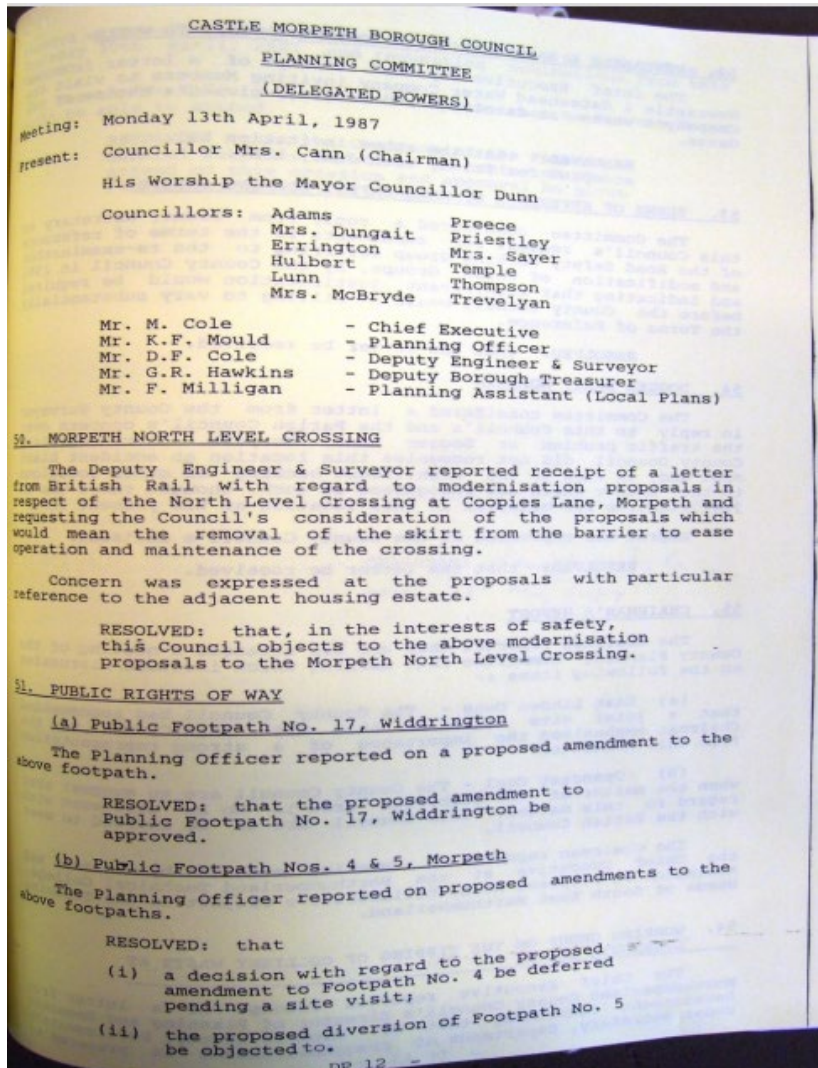 CASTLE MORPETH BOROUGH COUNCIL
PLANNING COMMITTEE
(DELEGATED POWERS)
Meeting: Monday 13th April, 1987
Present: Councillor Mrs. Cann (Chairman)
His Worship the Mayor Councillor Dunn
Councillors: Adams Preece
Mrs. Dungait Priestley
Errington Mrs. Sayer
Hulbert Temple
Lunn Thompson
Mrs. McBryde Trevelyan
Mr. M. Cole - Chief Executive
Mr. K.F. Mould - Planning Officer
Mr. D.F. Cole - Deputy Engineer & Surveyor
Mr. G.R. Hawkins - Deputy Borough Treasurer
Mr. F. Milligan - Planning Assistant (Local Plans)
50. MORPETH NORTH LEVEL CROSSING
The Deputy Engineer & Surveyor reported receipt of a letter
from British Rail with regard to modernisation proposals in
respect of the North Level Crossing at Coopies Lane, Morpeth and
requesting the Council's consideration of the proposals which
would mean the removal of the skirt from the barrier to ease
operation and maintenance of the crossing.
Concern was expressed at the proposals with particular
reference to the adjacent housing estate.
RESOLVED: that, in the interests of safety,
this Council objects to the above modernisation
proposals to the Morpeth North Level Crossing.
51. PUBLIC RIGHTS OF WAY
(a) Public Footpath No. 17, Widdrington
The Planning Officer reported on a proposed amendment to the
above footpath.
RESOLVED: that the proposed amendment to
Public Footpath No. 17, Widdrington be
approved.
(b) Public Footpath Nos. 4 & 5, Morpeth
The Planning Officer reported on proposed amendments to the
above footpaths.
RESOLVED: that
(i) a decision with regard to the proposed
amendment to Footpath No. 4 be deferred
pending a site visit;
(ii) the proposed diversion of Footpath No. 5
be objected to.
DP 12 -